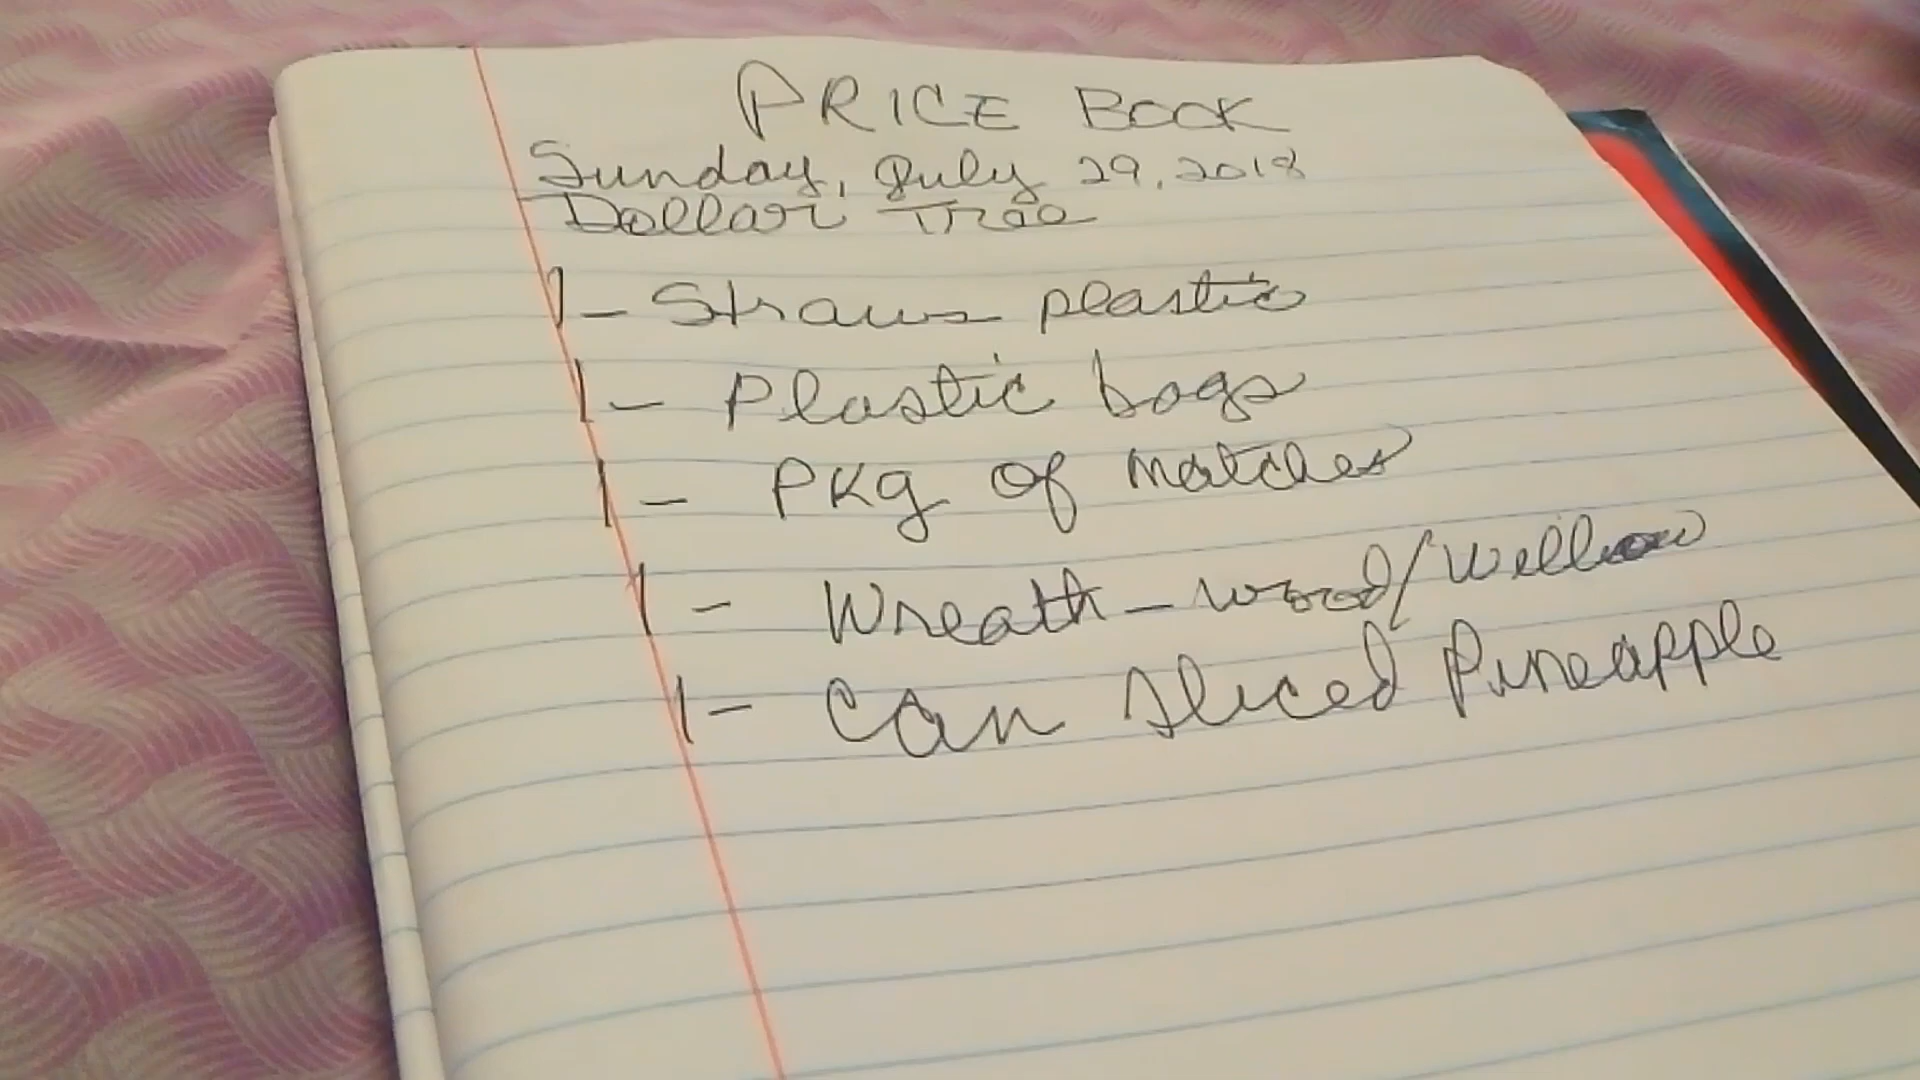 PRICE BOOK
Sunday, July 29, 2018
Dollar Tree
1- Straws plastic
1- Plastic bags
1- PKg of matches
1- Wreath - wood/Willow
1- Can Sliced Pineapple